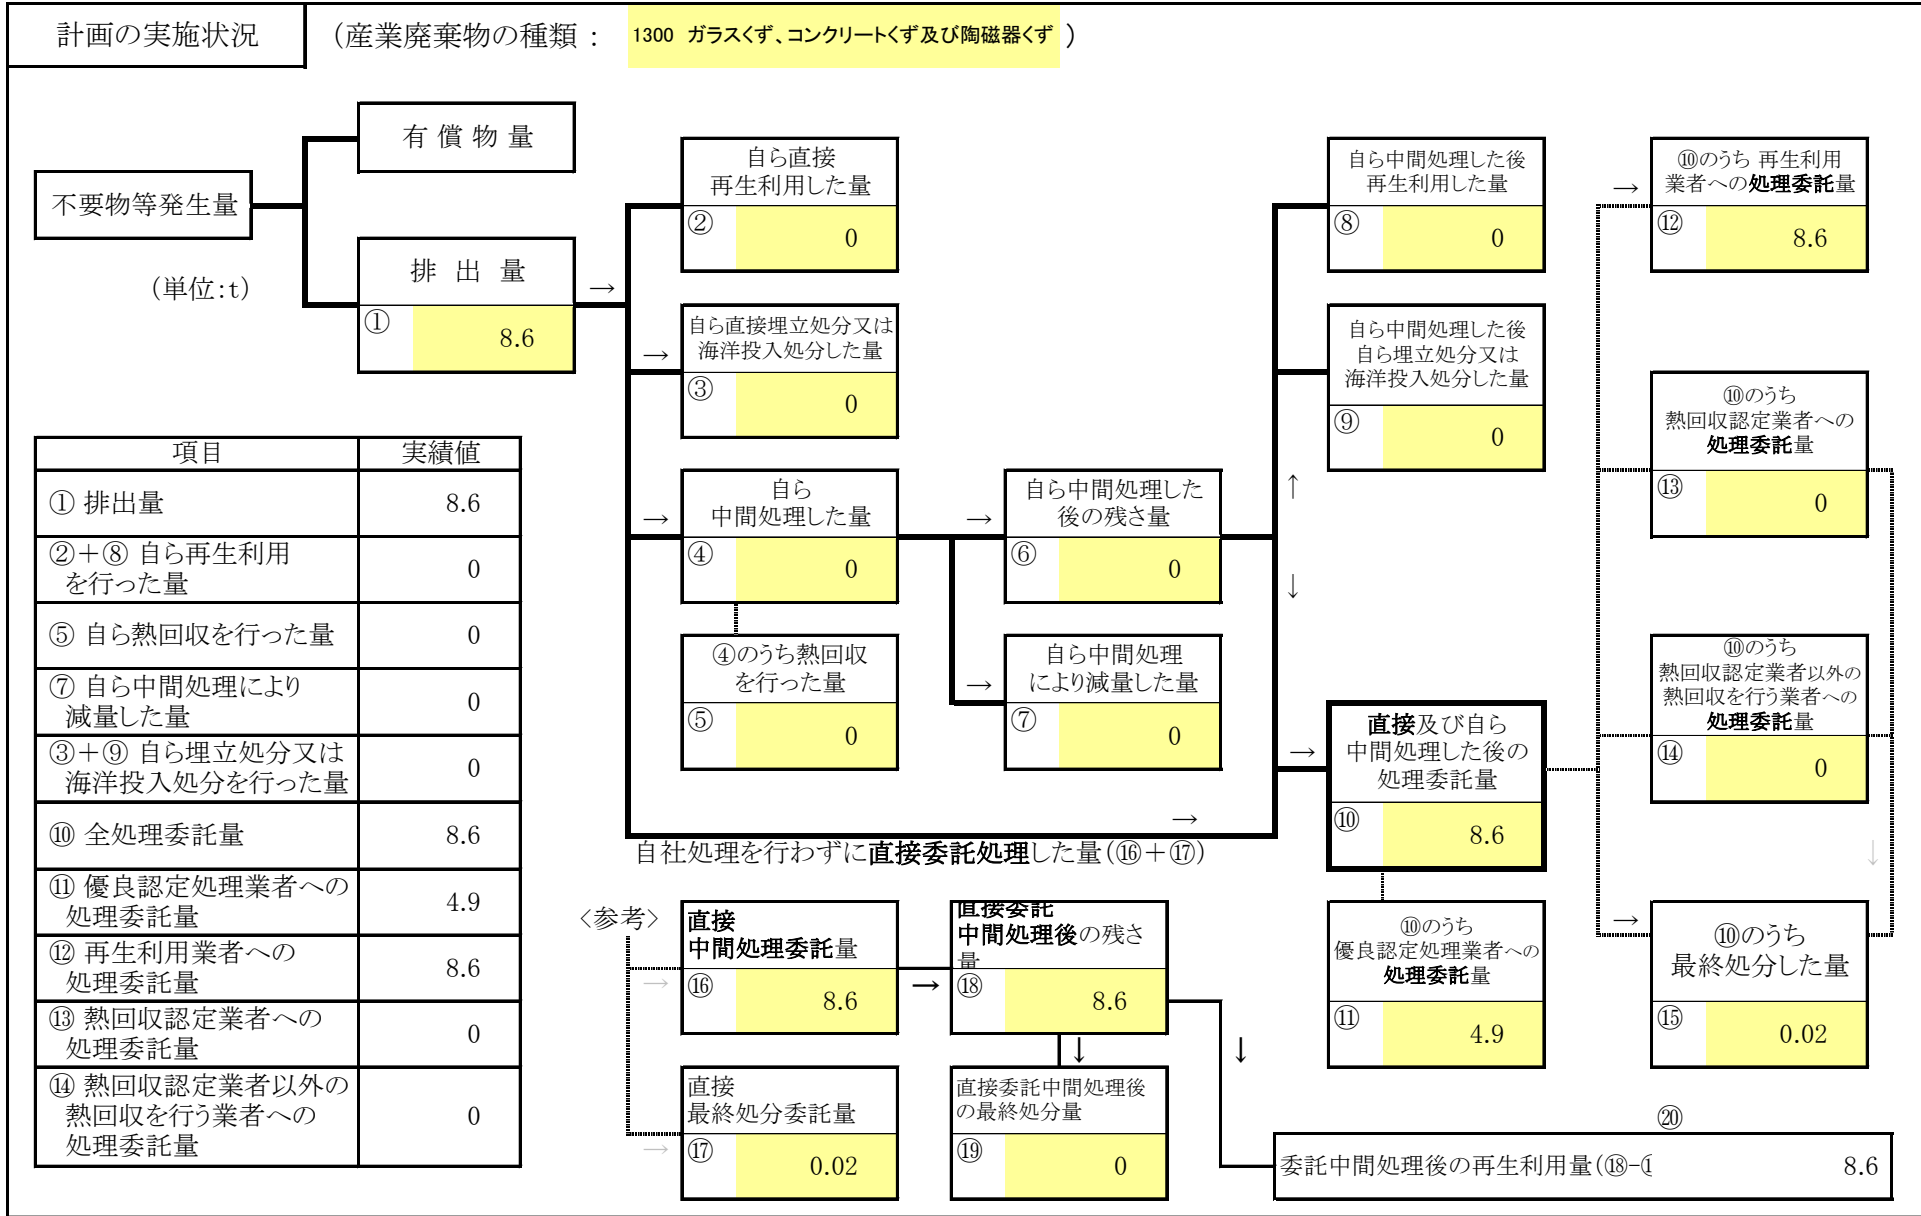 計画の実施状況
(産業廃棄物の種類：
1300 ガラスくず、コンクリートくず及び陶磁器くず
)
有 償 物 量
不要物等発生量
(単位:t)
排 出 量
①
8.6
→
自ら直接
再生利用した量
②
0
→
自ら直接埋立処分又は
海洋投入処分した量
③
0
→
自ら
中間処理した量
④
0
④のうち熱回収
を行った量
⑤
0
→
自ら中間処理した
後の残さ量
⑥
0
→
自ら中間処理
により減量した量
⑦
0
自ら中間処理した後
再生利用した量
⑧
0
自ら中間処理した後
自ら埋立処分又は
海洋投入処分した量
⑨
0
↑
↓
→
直接及び自ら
中間処理した後の
処理委託量
⑩
8.6
→
自社処理を行わずに直接委託処理した量(⑯＋⑰)
⑩のうち
優良認定処理業者への
処理委託量
⑪
4.9
→
⑩のうち 再生利用
業者への処理委託量
⑫
8.6
⑩のうち
熱回収認定業者への
処理委託量
⑬
0
⑩のうち
熱回収認定業者以外の
熱回収を行う業者への
処理委託量
⑭
0
↓
→
⑩のうち
最終処分した量
⑮
0.02
項目 実績値
① 排出量 8.6
②＋⑧ 自ら再生利用
を行った量 0
⑤ 自ら熱回収を行った量 0
⑦ 自ら中間処理により
減量した量 0
③＋⑨ 自ら埋立処分又は
海洋投入処分を行った量 0
⑩ 全処理委託量 8.6
⑪ 優良認定処理業者への
処理委託量 4.9
⑫ 再生利用業者への
処理委託量 8.6
⑬ 熱回収認定業者への
処理委託量 0
⑭ 熱回収認定業者以外の
熱回収を行う業者への
処理委託量 0
〈参考〉
→
直接
中間処理委託量
⑯
8.6
→
直接委託
中間処理後の残さ
量
⑱
8.6
→
直接
最終処分委託量
⑰
0.02
↓
直接委託中間処理後
の最終処分量
⑲
0
↓
⑳
委託中間処理後の再生利用量(⑱-
8.6